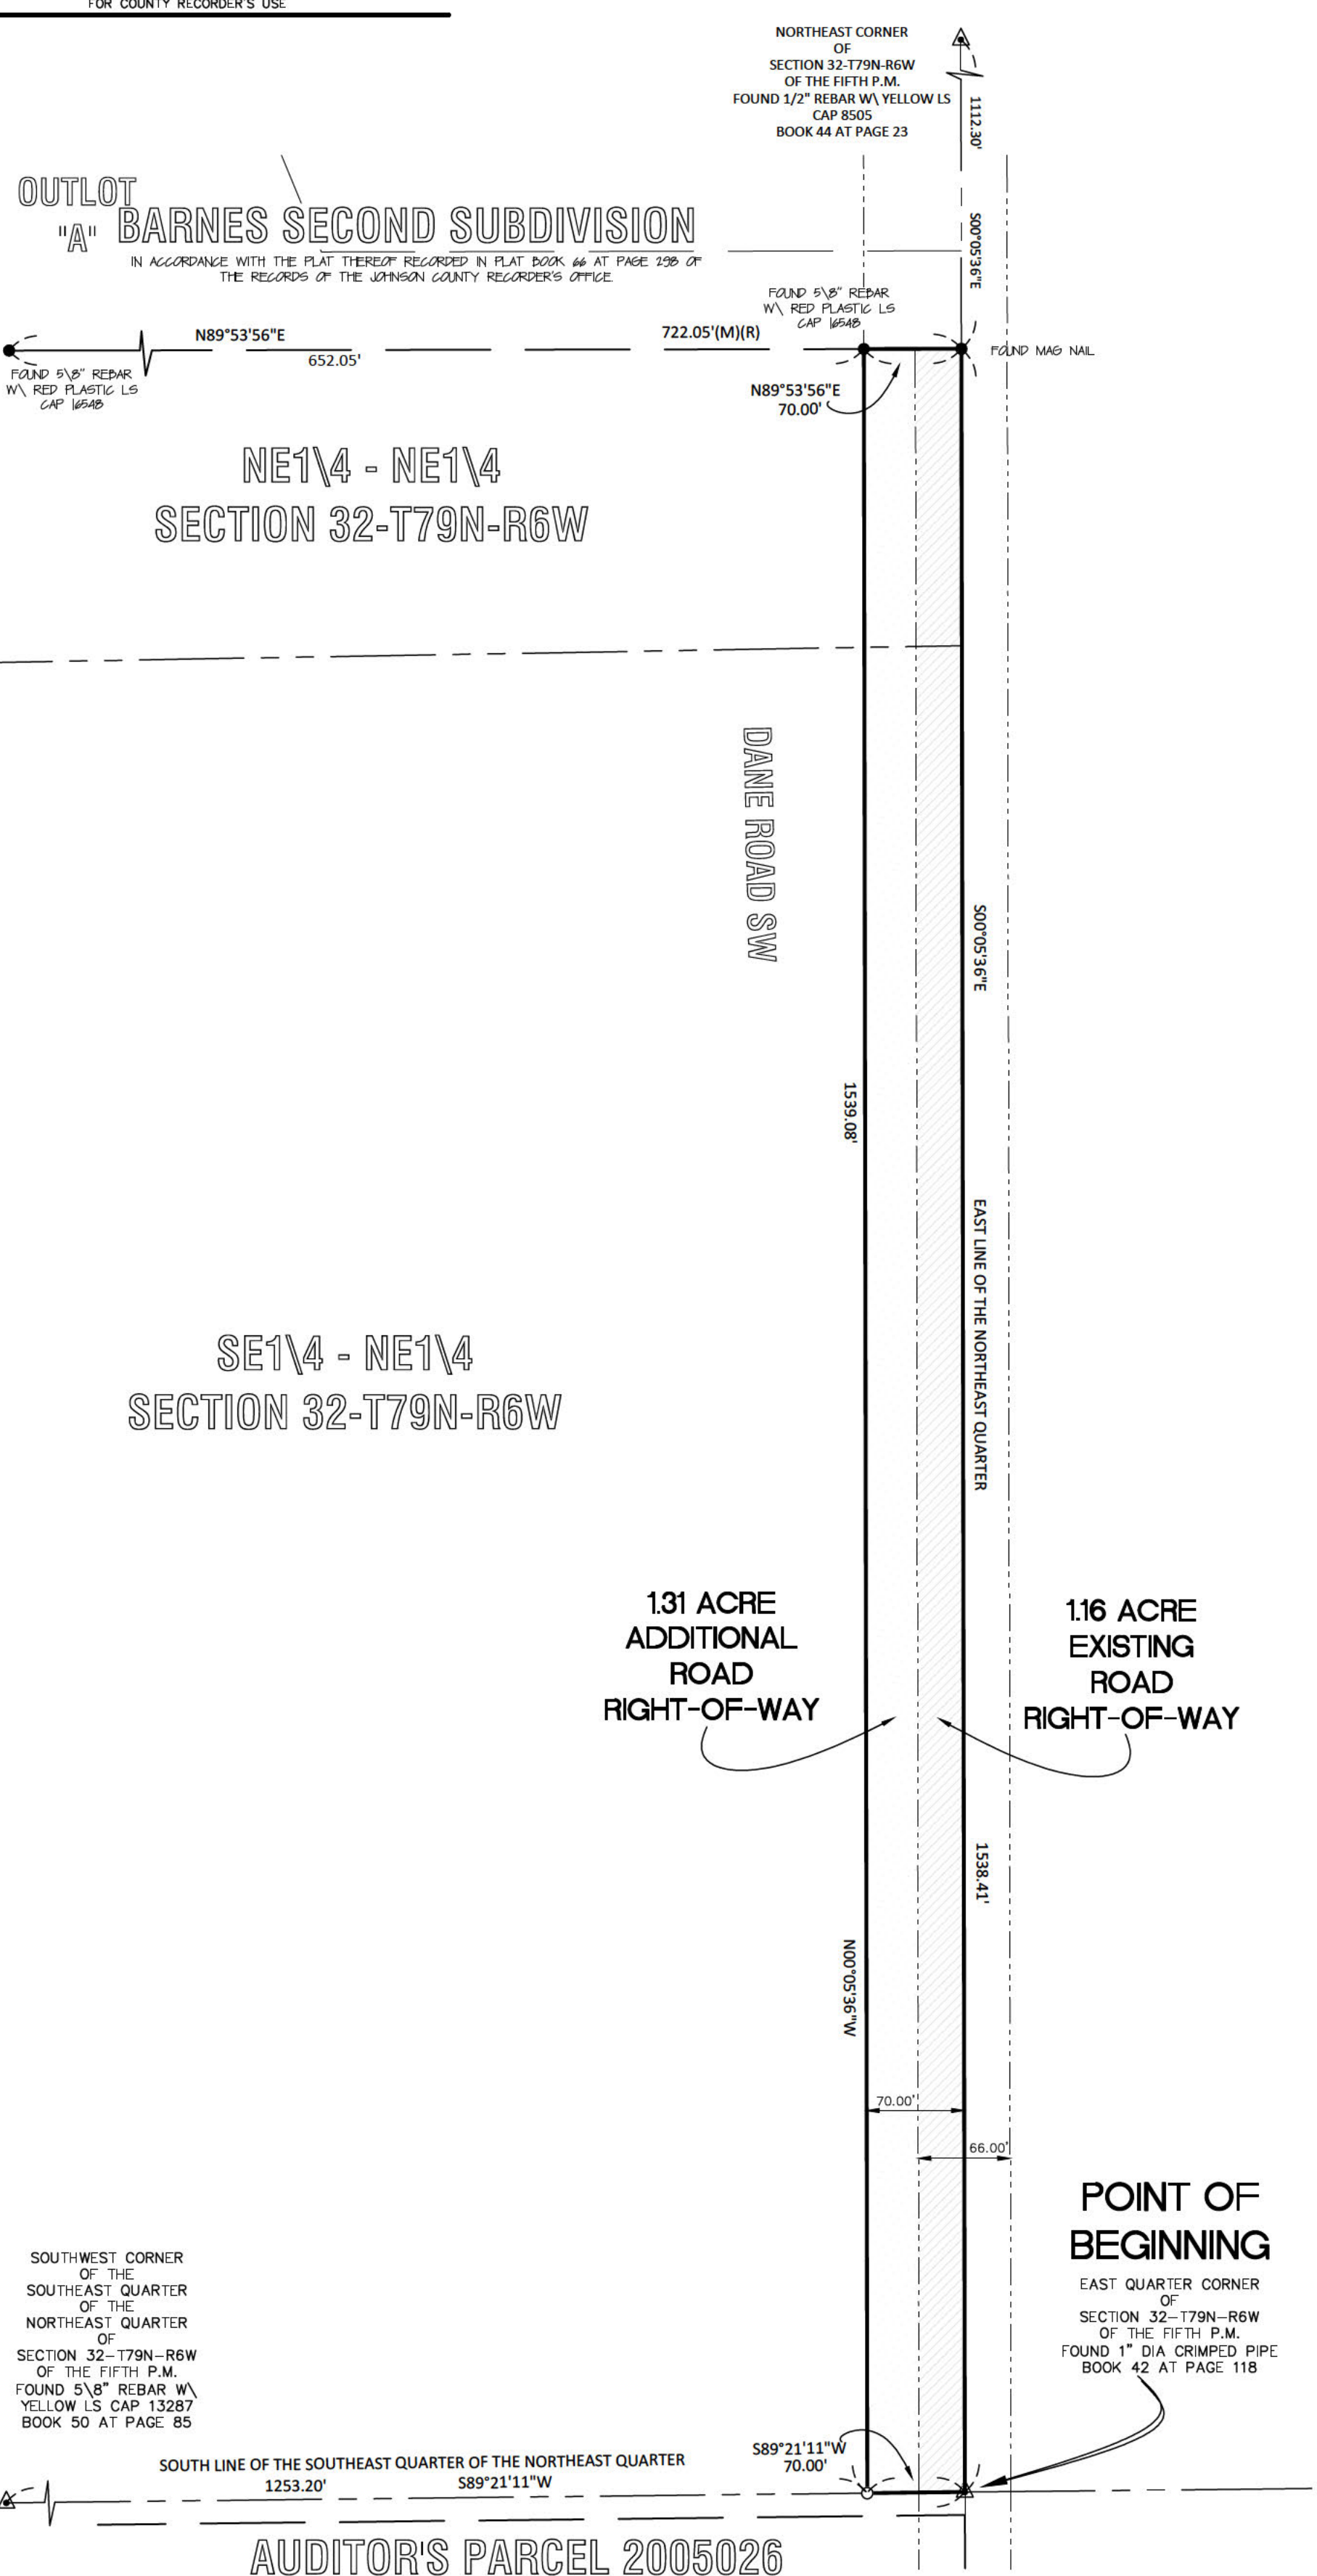 FOR COUNTY RECORDER'S USE
NORTHEAST CORNER
OF
SECTION 32-T79N-R6W
OF THE FIFTH P.M.
FOUND 1/2" REBAR W\ YELLOW LS
CAP 8505
BOOK 44 AT PAGE 23
1112.30'
S00°05'36"E
OUTLOT
"A"
BARNES SECOND SUBDIVISION
IN ACCORDANCE WITH THE PLAT THEREOF RECORDED IN PLAT BOOK 66 AT PAGE 298 OF
THE RECORDS OF THE JOHNSON COUNTY RECORDER'S OFFICE.
FOUND 5\8" REBAR
W\ RED PLASTIC LS
CAP 16548
N89°53'56"E
652.05'
722.05'(M)(R)
FOUND MAG NAIL
FOUND 5\8" REBAR
W\ RED PLASTIC LS
CAP 16548
N89°53'56"E
70.00'
NE1\4 - NE1\4
SECTION 32-T79N-R6W
DANE ROAD SW
S00°05'36"E
1539.08'
EAST LINE OF THE NORTHEAST QUARTER
SE1\4 - NE1\4
SECTION 32-T79N-R6W
1.31 ACRE
ADDITIONAL
ROAD
RIGHT-OF-WAY
1.16 ACRE
EXISTING
ROAD
RIGHT-OF-WAY
1538.41'
N00°05'36"W
70.00'
66.00'
POINT OF
BEGINNING
EAST QUARTER CORNER
OF
SECTION 32-T79N-R6W
OF THE FIFTH P.M.
FOUND 1" DIA CRIMPED PIPE
BOOK 42 AT PAGE 118
SOUTHWEST CORNER
OF THE
SOUTHEAST QUARTER
OF THE
NORTHEAST QUARTER
OF
SECTION 32-T79N-R6W
OF THE FIFTH P.M.
FOUND 5\8" REBAR W\
YELLOW LS CAP 13287
BOOK 50 AT PAGE 85
SOUTH LINE OF THE SOUTHEAST QUARTER OF THE NORTHEAST QUARTER
1253.20'
S89°21'11"W
S89°21'11"W
70.00'
AUDITOR'S PARCEL 2005026